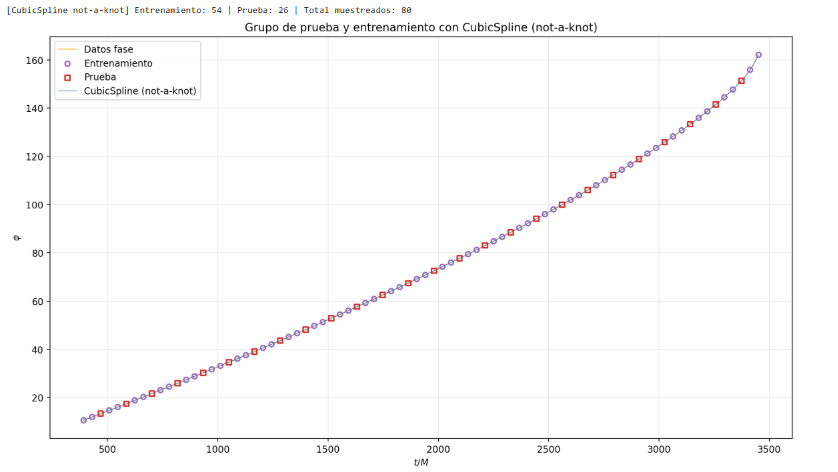 [CubicSpline not-a-knot] Entrenamiento: 54 | Prueba: 26 | Total muestreados: 80
Grupo de prueba y entrenamiento con CubicSpline (not-a-knot)
Datos fase
Entrenamiento
Prueba
CubicSpline (not-a-knot)
160
140
120
100
80
60
40
20
φ
500 1000 1500 2000 2500 3000 3500
t/M